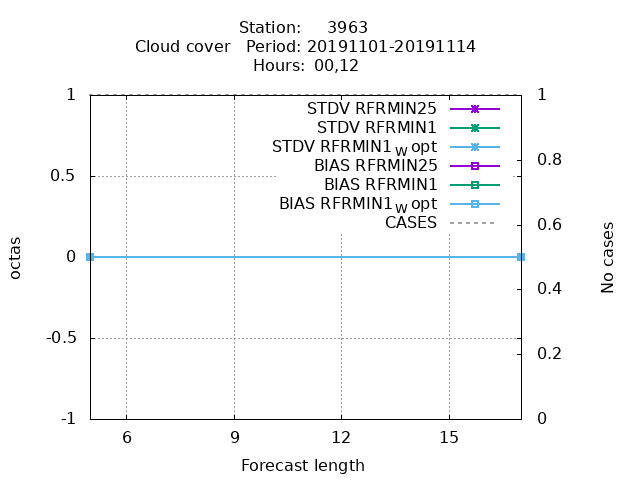 Station: 3963
Cloud cover Period: 20191101-20191114
Hours: 00,12
STDV RFRMIN25
STDV RFRMIN1
STDV RFRMIN1w opt
BIAS RFRMIN25
BIAS RFRMIN1
BIAS RFRMIN1w opt
CASES
1
0.5
0
-0.5
-1
octas
1
0.8
0.6
0.4
0.2
0
No cases
6 9 12 15
Forecast length